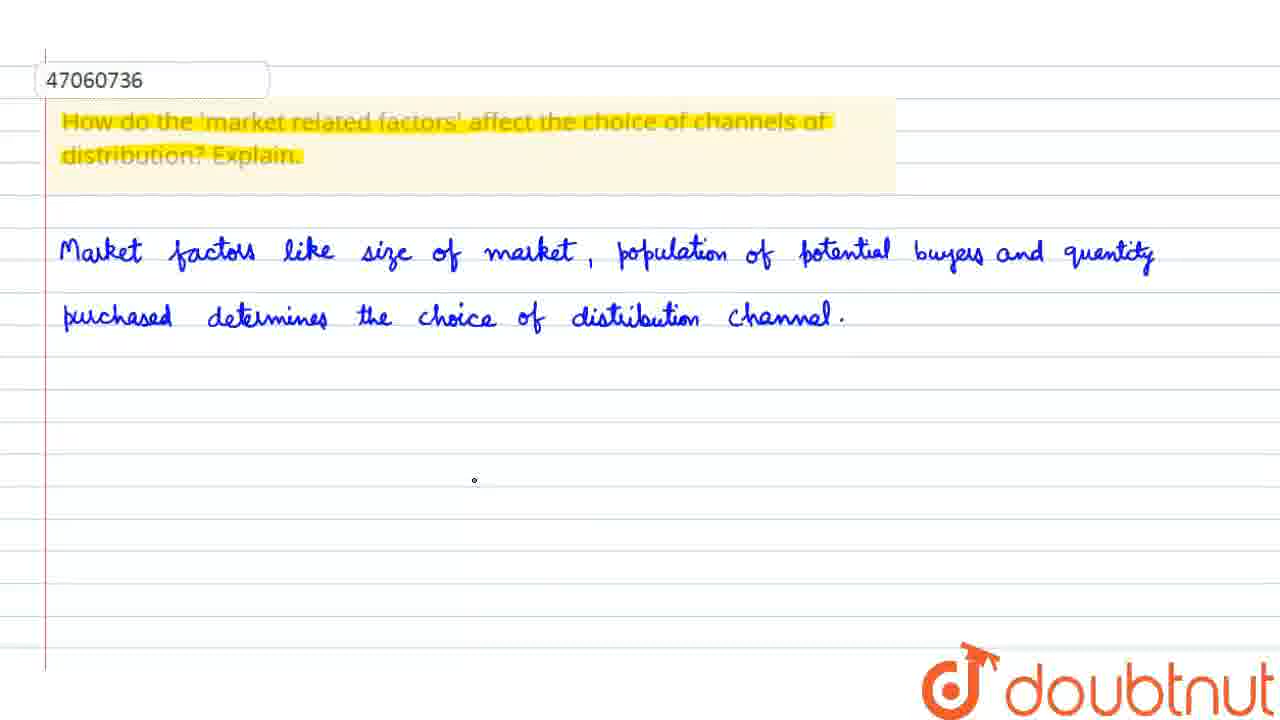 47060736
How do the 'market related factors' affect the choice of channels of
distribution? Explain.
Market factors like size of market, population of potential buyers and quantity
purchased determines the choice of distribution channel.
doubtnut